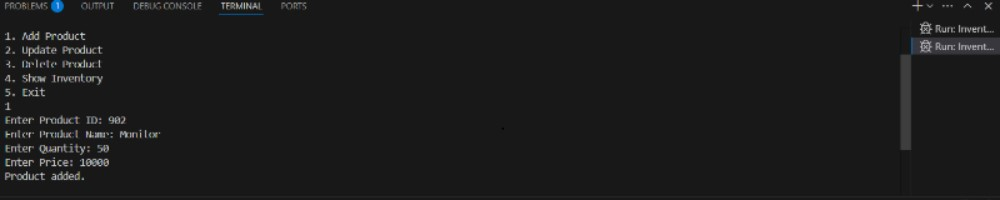 PROBLEMS 1 OUTPUT DEBUG CONSOLE TERMINAL PORTS
1. Add Product
2. Update Product
3. Delete Product
4. Show Inventory
5. Exit
1
Enter Product ID: 902
Enter Product Name: Monitor
Enter Quantity: 50
Enter Price: 10000
Product added.
Run: Invent...
Run: Invent...